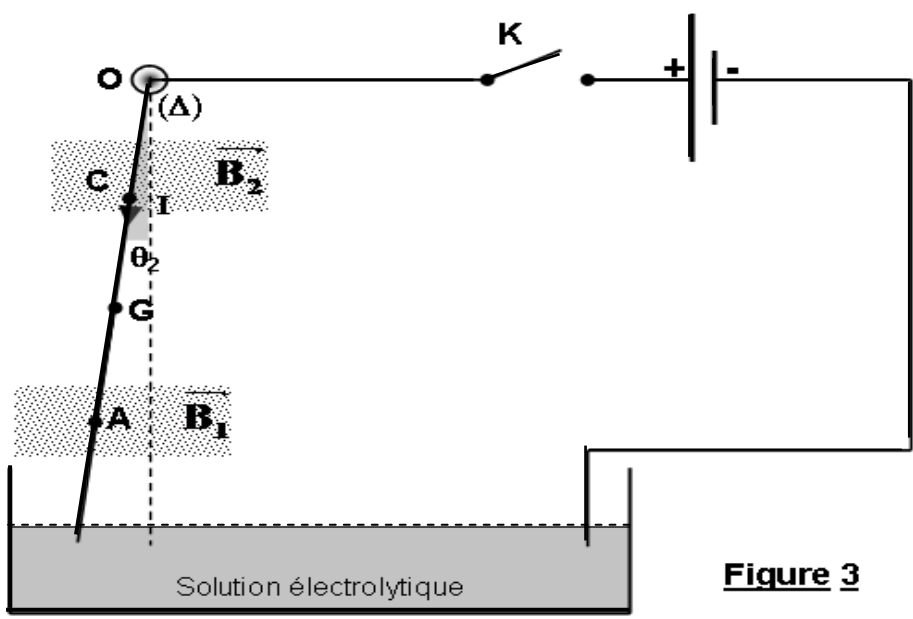 K
O
+ -
(Δ)
C
B₂
I
θ₂
G
A
B₁
Solution électrolytique
Figure 3